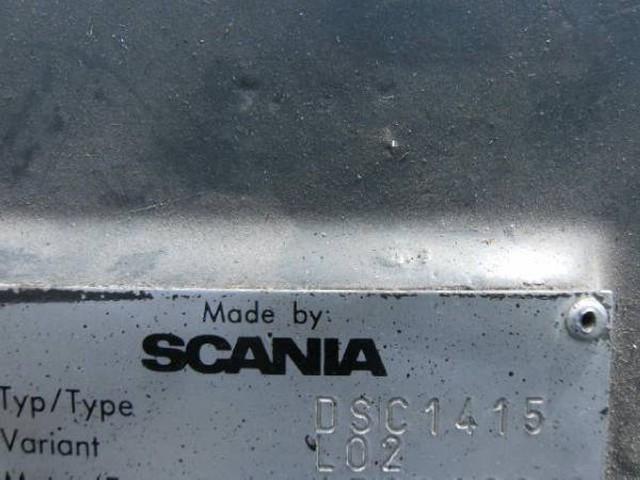 Made by:
SCANIA
Typ/Type DSC1415
Variant L02